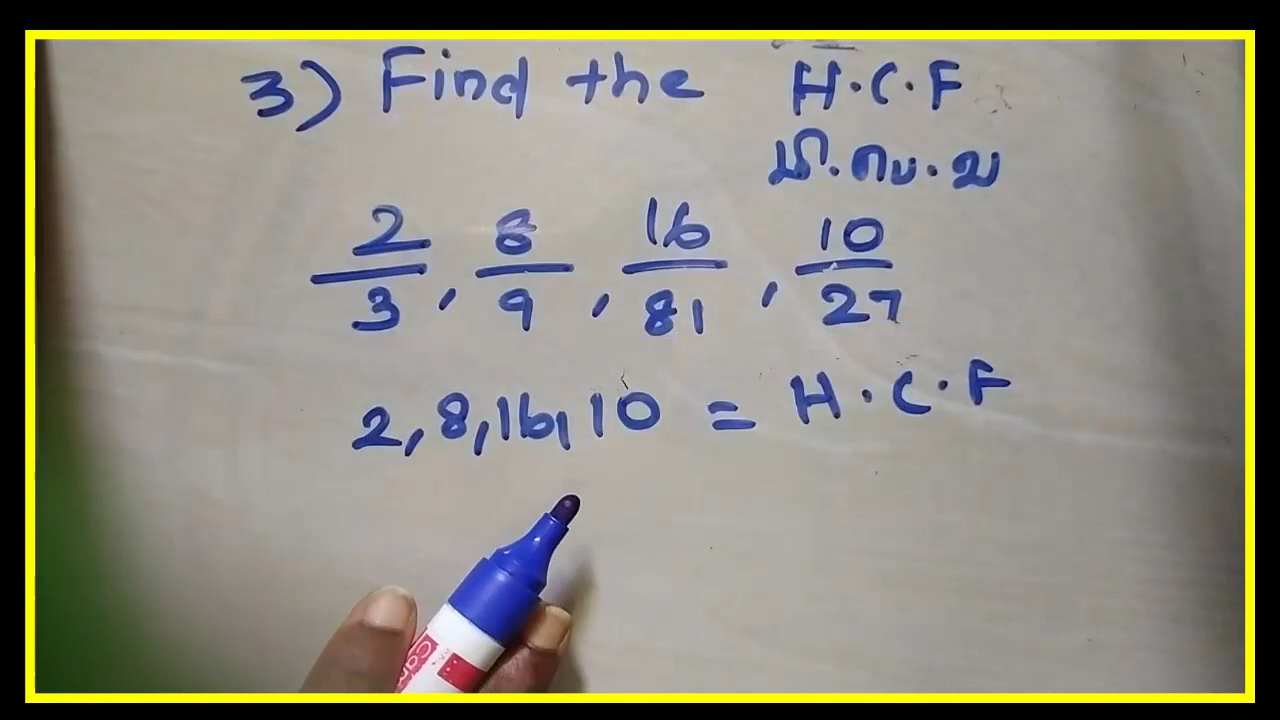 3) Find the H.C.F
மீ.பொ.வ
2/3 , 8/9 , 16/81 , 10/27
2,8,16,10 = H.C.F